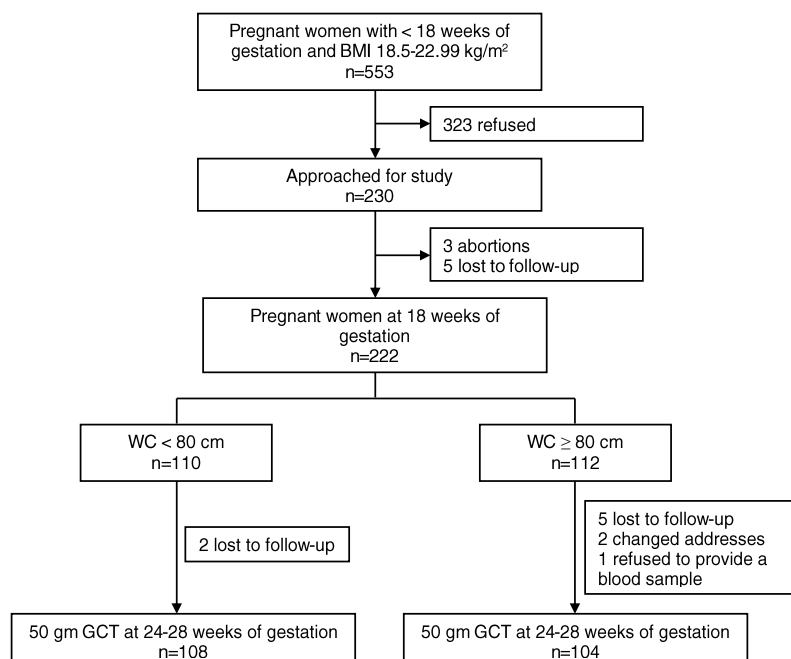 Pregnant women with < 18 weeks of
gestation and BMI 18.5-22.99 kg/m²
n=553
323 refused
Approached for study
n=230
3 abortions
5 lost to follow-up
Pregnant women at 18 weeks of
gestation
n=222
WC < 80 cm
n=110
WC ≥ 80 cm
n=112
2 lost to follow-up
5 lost to follow-up
2 changed addresses
1 refused to provide a
blood sample
50 gm GCT at 24-28 weeks of gestation
n=108
50 gm GCT at 24-28 weeks of gestation
n=104